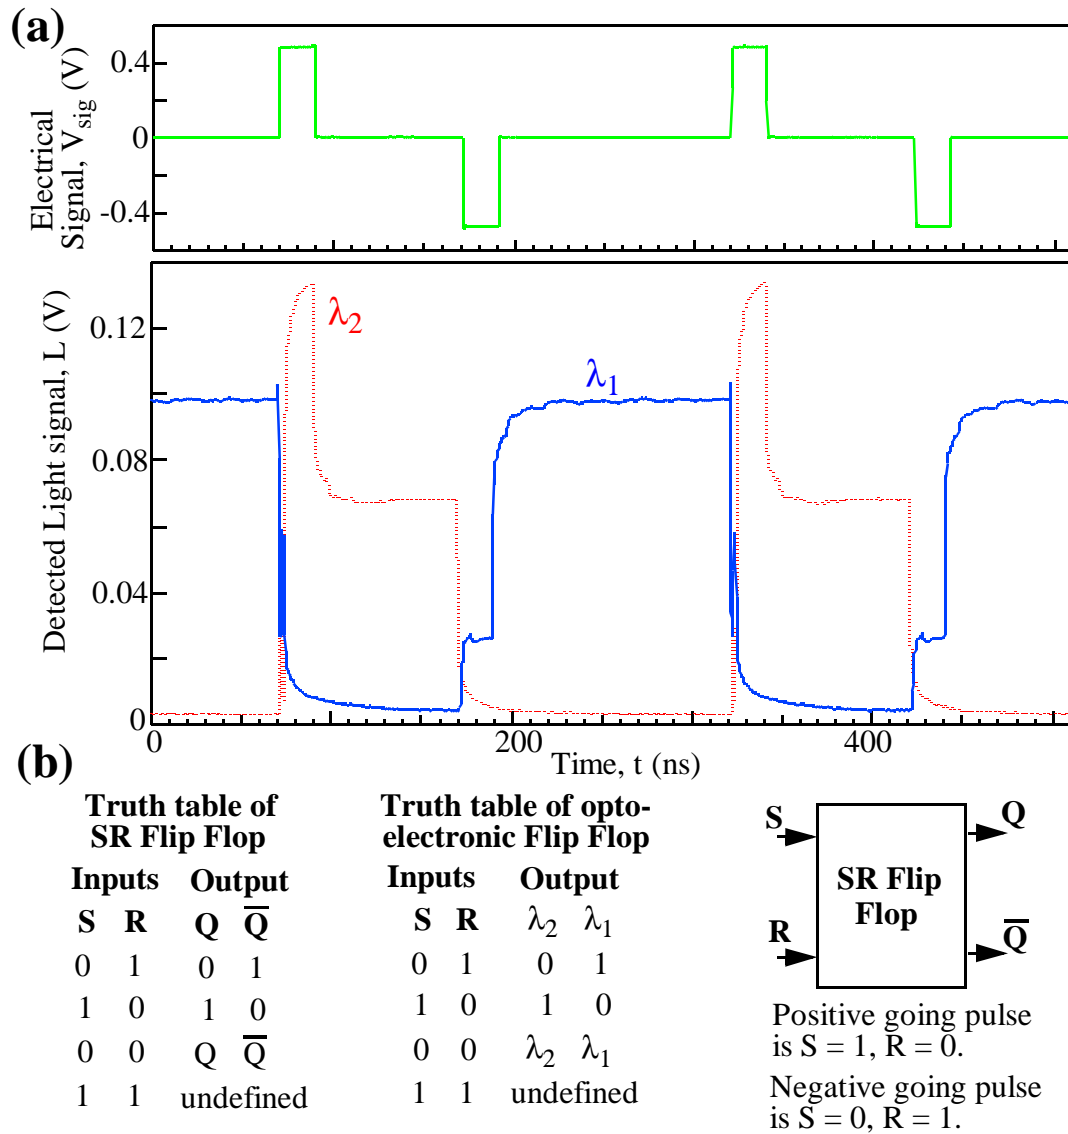 (a)
Electrical
Signal, V_sig (V)
0.4
0
-0.4
Detected Light signal, L (V)
0.12
0.08
0.04
0
λ₂
λ₁
0 200 400
Time, t (ns)
(b)
Truth table of
SR Flip Flop
Inputs Output
S R Q Q̅
0 1 0 1
1 0 1 0
0 0 Q Q̅
1 1 undefined
Truth table of opto-
electronic Flip Flop
Inputs Output
S R λ₂ λ₁
0 1 0 1
1 0 1 0
0 0 λ₂ λ₁
1 1 undefined
S Q
SR Flip
Flop
R Q̅
Positive going pulse
is S = 1, R = 0.
Negative going pulse
is S = 0, R = 1.